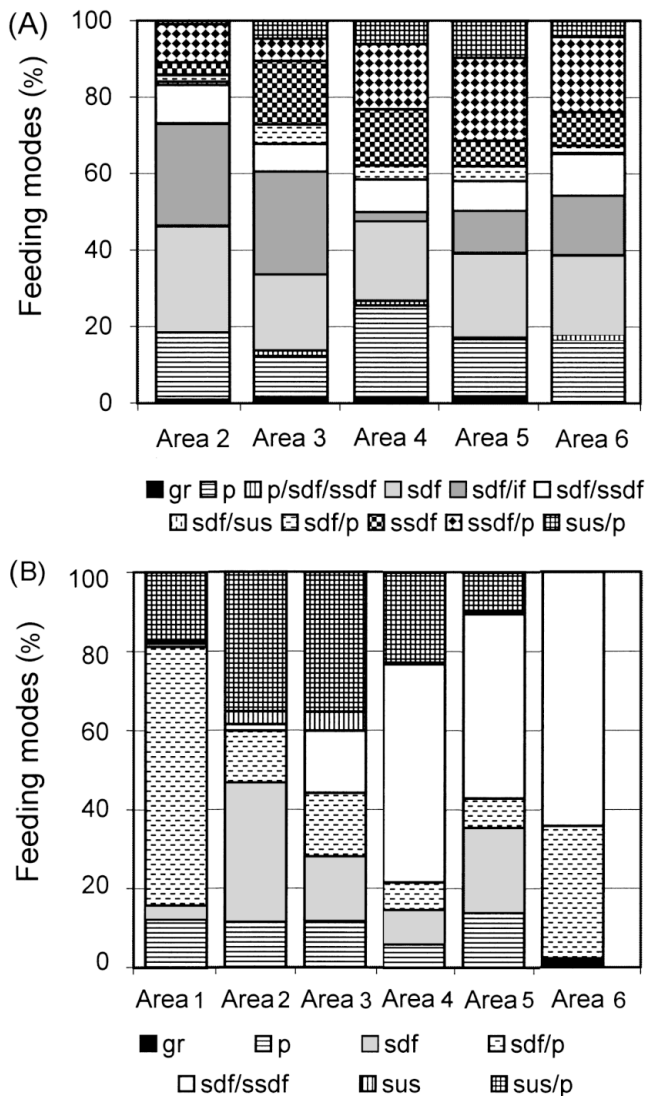 (A)
Feeding modes (%)
100
80
60
40
20
0
Area 2 Area 3 Area 4 Area 5 Area 6
gr p p/sdf/ssdf sdf sdf/if sdf/ssdf
sdf/sus sdf/p ssdf ssdf/p sus/p
(B)
Feeding modes (%)
100
80
60
40
20
0
Area 1 Area 2 Area 3 Area 4 Area 5 Area 6
gr p sdf sdf/p
sdf/ssdf sus sus/p